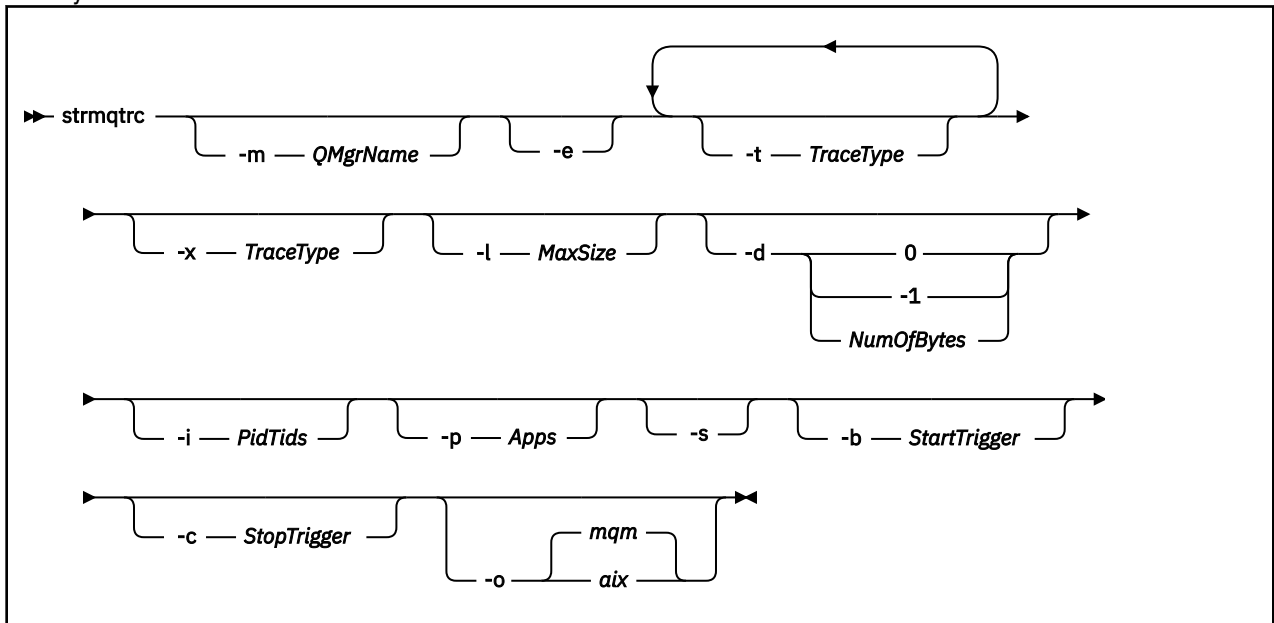 strmqtrc
-m QMgrName -e -t TraceType
-x TraceType -l MaxSize -d 0
-1
NumOfBytes
-i PidTids -p Apps -s -b StartTrigger
-c StopTrigger mqm
-o aix